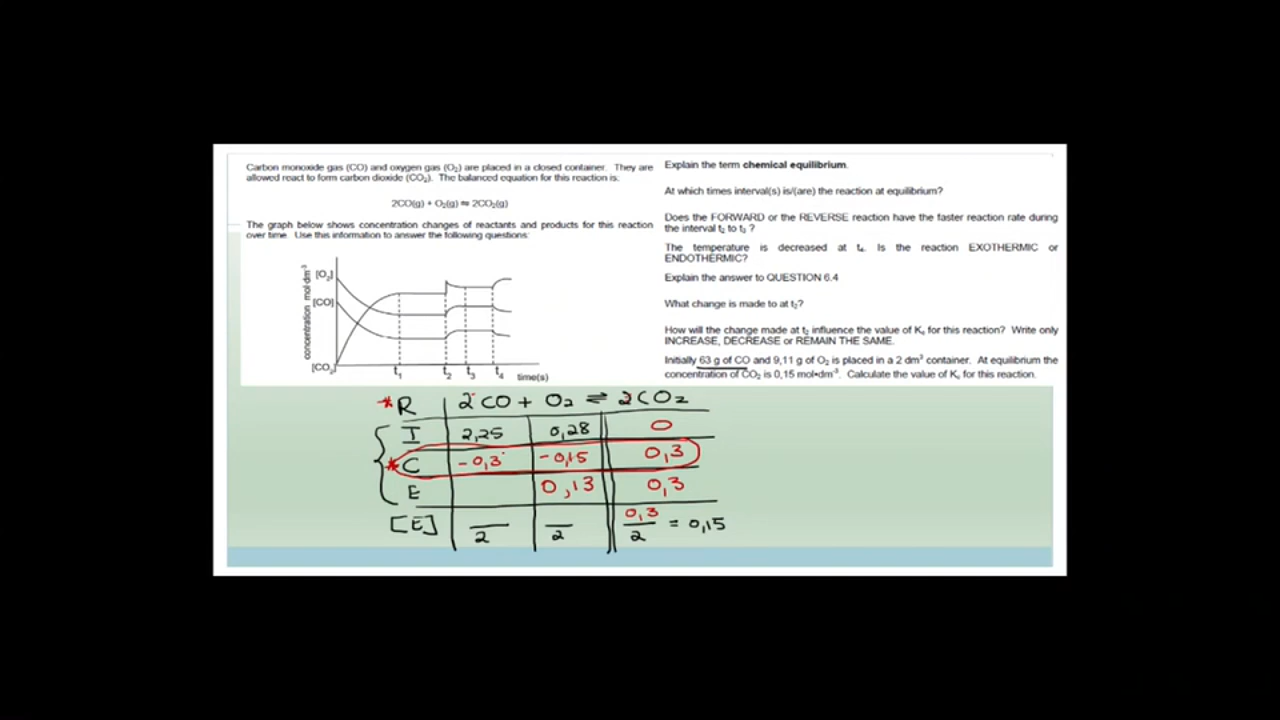 Carbon monoxide gas (CO) and oxygen gas (O₂) are placed in a closed container. They are
allowed react to form carbon dioxide (CO₂). The balanced equation for this reaction is:
2CO(g) + O₂(g) ⇌ 2CO₂(g)
The graph below shows concentration changes of reactants and products for this reaction
over time. Use this information to answer the following questions:
concentration mol·dm⁻³
[O₂]
[CO]
[CO₂]
t₁ t₂ t₃ t₄ time(s)
Explain the term chemical equilibrium.
At which times interval(s) is/(are) the reaction at equilibrium?
Does the FORWARD or the REVERSE reaction have the faster reaction rate during
the interval t₂ to t₃ ?
The temperature is decreased at t₄. Is the reaction EXOTHERMIC or
ENDOTHERMIC?
Explain the answer to QUESTION 6.4
What change is made to at t₂?
How will the change made at t₂ influence the value of Kc for this reaction? Write only
INCREASE, DECREASE or REMAIN THE SAME.
Initially 63 g of CO and 9,11 g of O₂ is placed in a 2 dm³ container. At equilibrium the
concentration of CO₂ is 0,15 mol•dm⁻³. Calculate the value of Kc for this reaction.
* R 2CO + O₂ ⇌ 2CO₂
I 2,25 0,28 0
* C -0,3 -0,15 0,3
E 0,13 0,3
[E] 2 2 0,3/2 = 0,15